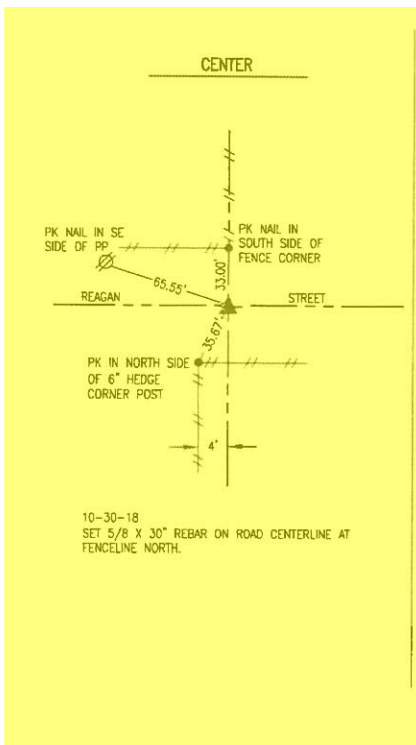 CENTER
PK NAIL IN SE
SIDE OF PP
PK NAIL IN
SOUTH SIDE OF
FENCE CORNER
33.00'
65.55'
REAGAN
STREET
35.67'
PK IN NORTH SIDE
OF 6" HEDGE
CORNER POST
4'
10-30-18
SET 5/8 X 30" REBAR ON ROAD CENTERLINE AT
FENCELINE NORTH.